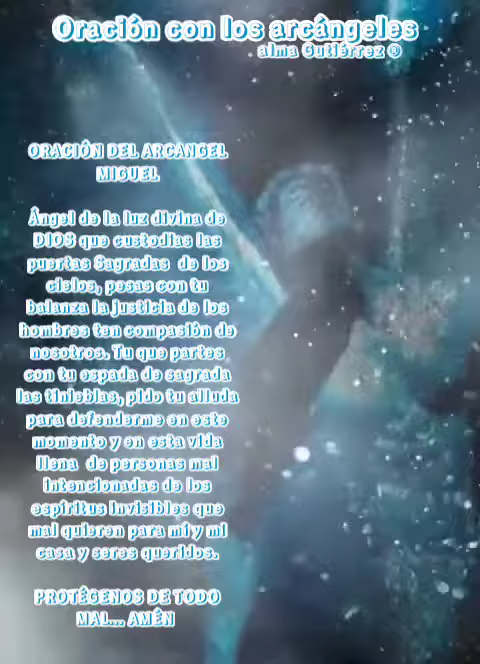 Oración con los arcángeles
alma Gutiérrez ®
ORACIÓN DEL ARCANGEL
MIGUEL
Ángel de la luz divina de
DIOS que custodias las
puertas Sagradas de los
cielos, pesas con tu
balanza la justicia de los
hombres ten compasión de
nosotros. Tu que partes
con tu espada de sagrada
las tinieblas, pido tu alluda
para defenderme en este
momento y en esta vida
llena de personas mal
intencionadas de los
espíritus invisibles que
mal quieren para mí y mi
casa y seres queridos.
PROTÉGENOS DE TODO
MAL... AMÉN